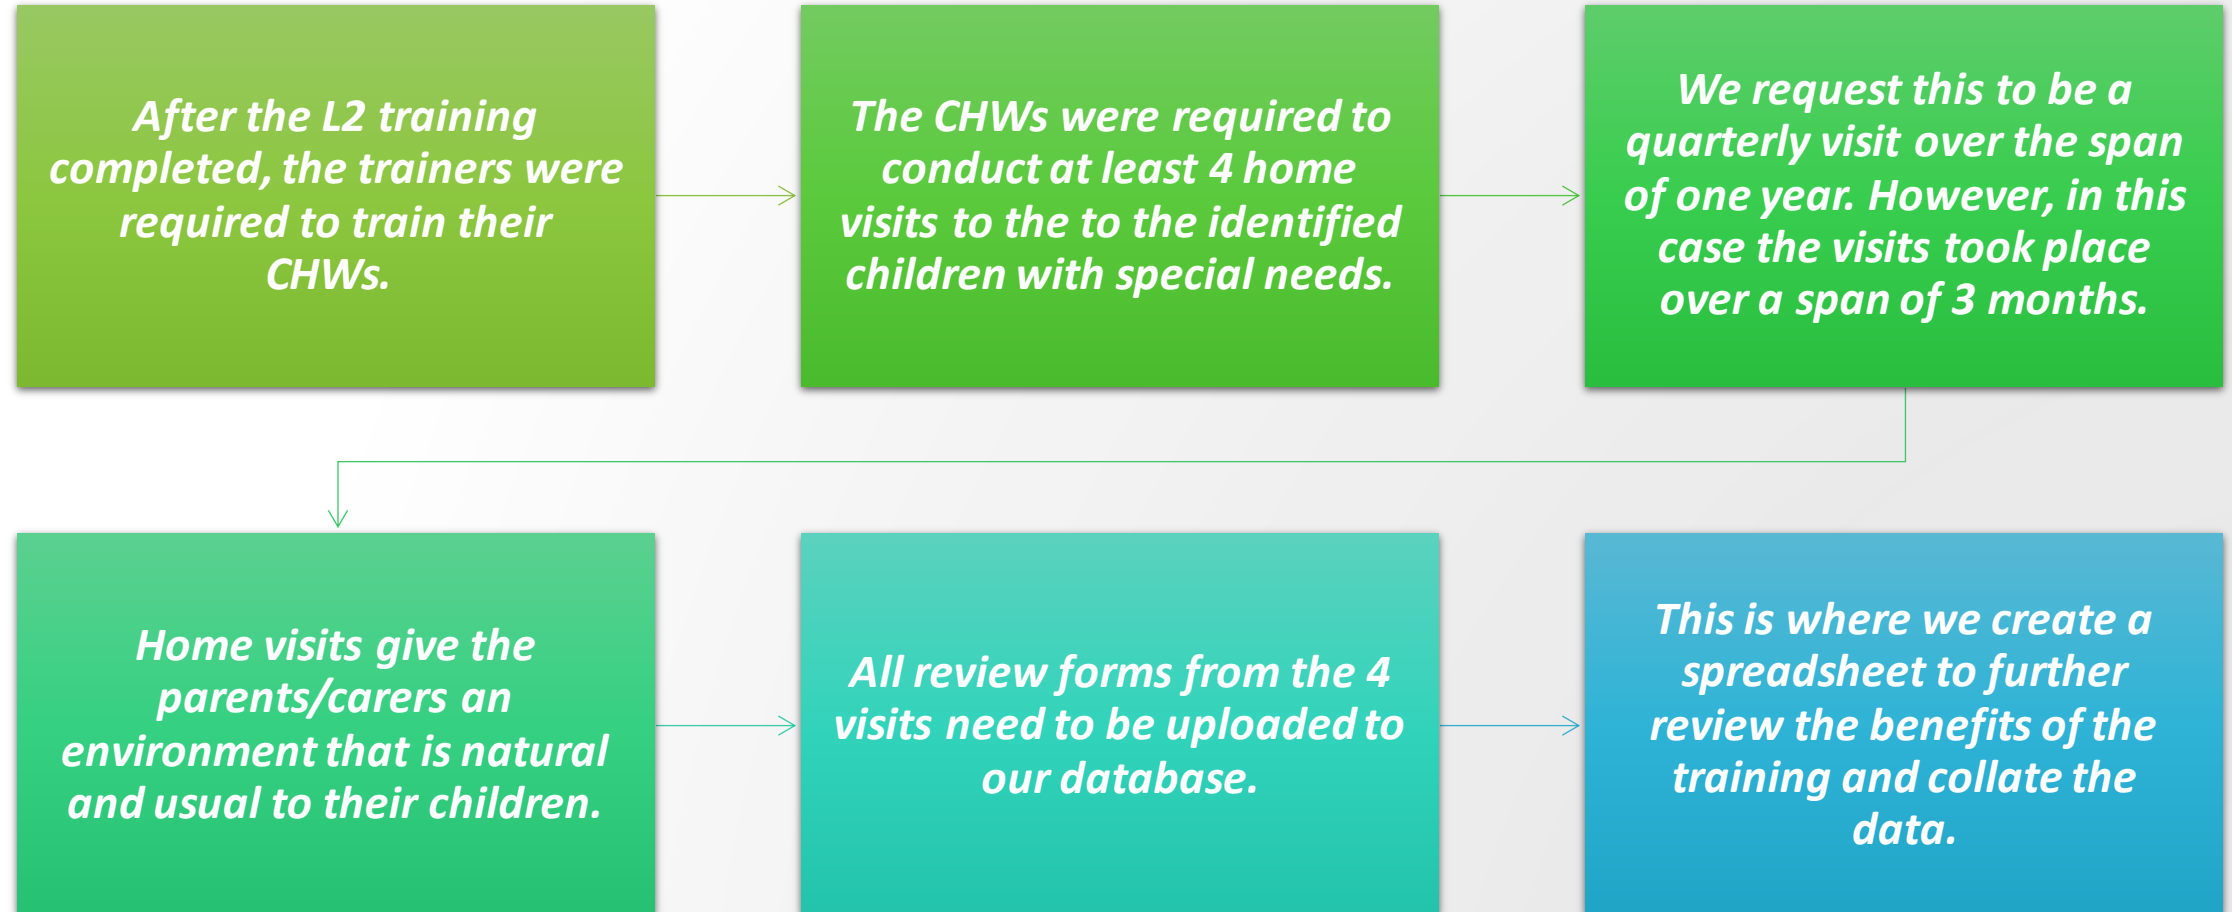 After the L2 training
completed, the trainers were
required to train their
CHWs.
The CHWs were required to
conduct at least 4 home
visits to the to the identified
children with special needs.
We request this to be a
quarterly visit over the span
of one year. However, in this
case the visits took place
over a span of 3 months.
Home visits give the
parents/carers an
environment that is natural
and usual to their children.
All review forms from the 4
visits need to be uploaded to
our database.
This is where we create a
spreadsheet to further
review the benefits of the
training and collate the
data.